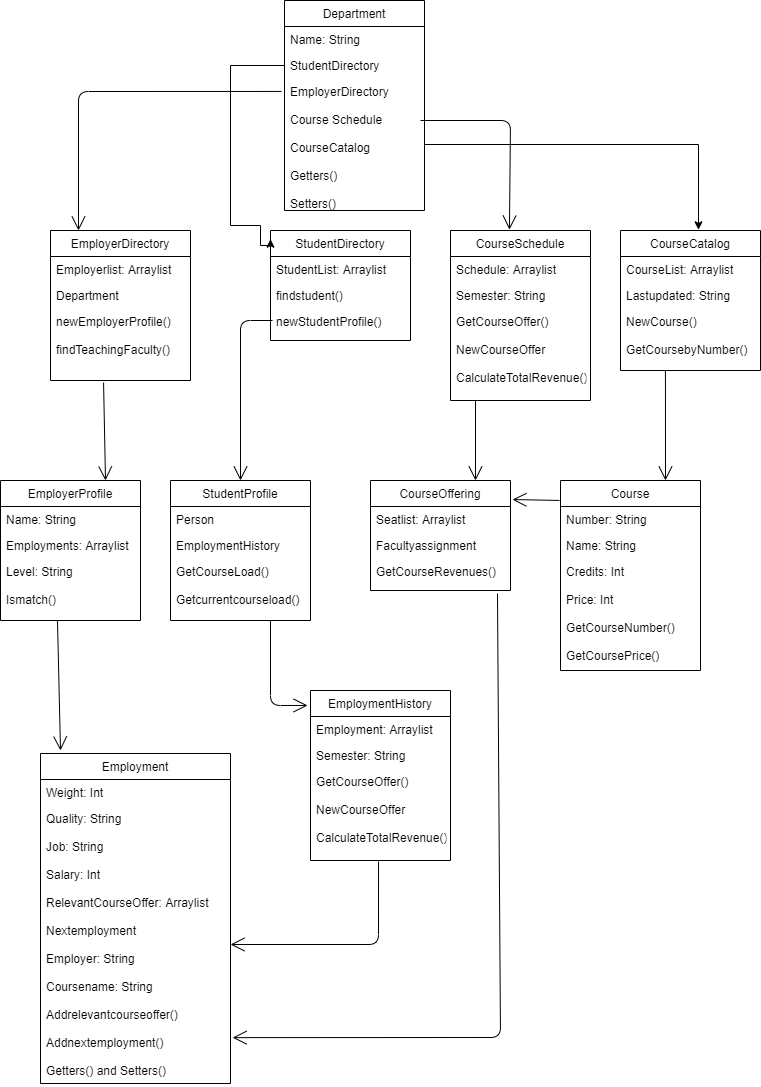 Department
Name: String
StudentDirectory
EmployerDirectory
Course Schedule
CourseCatalog
Getters()
Setters()
EmployerDirectory
Employerlist: Arraylist
Department
newEmployerProfile()
findTeachingFaculty()
StudentDirectory
StudentList: Arraylist
findstudent()
newStudentProfile()
CourseSchedule
Schedule: Arraylist
Semester: String
GetCourseOffer()
NewCourseOffer
CalculateTotalRevenue()
CourseCatalog
CourseList: Arraylist
Lastupdated: String
NewCourse()
GetCoursebyNumber()
EmployerProfile
Name: String
Employments: Arraylist
Level: String
Ismatch()
StudentProfile
Person
EmploymentHistory
GetCourseLoad()
Getcurrentcourseload()
CourseOffering
Seatlist: Arraylist
Facultyassignment
GetCourseRevenues()
Course
Number: String
Name: String
Credits: Int
Price: Int
GetCourseNumber()
GetCoursePrice()
EmploymentHistory
Employment: Arraylist
Semester: String
GetCourseOffer()
NewCourseOffer
CalculateTotalRevenue()
Employment
Weight: Int
Quality: String
Job: String
Salary: Int
RelevantCourseOffer: Arraylist
Nextemployment
Employer: String
Coursename: String
Addrelevantcourseoffer()
Addnextemployment()
Getters() and Setters()